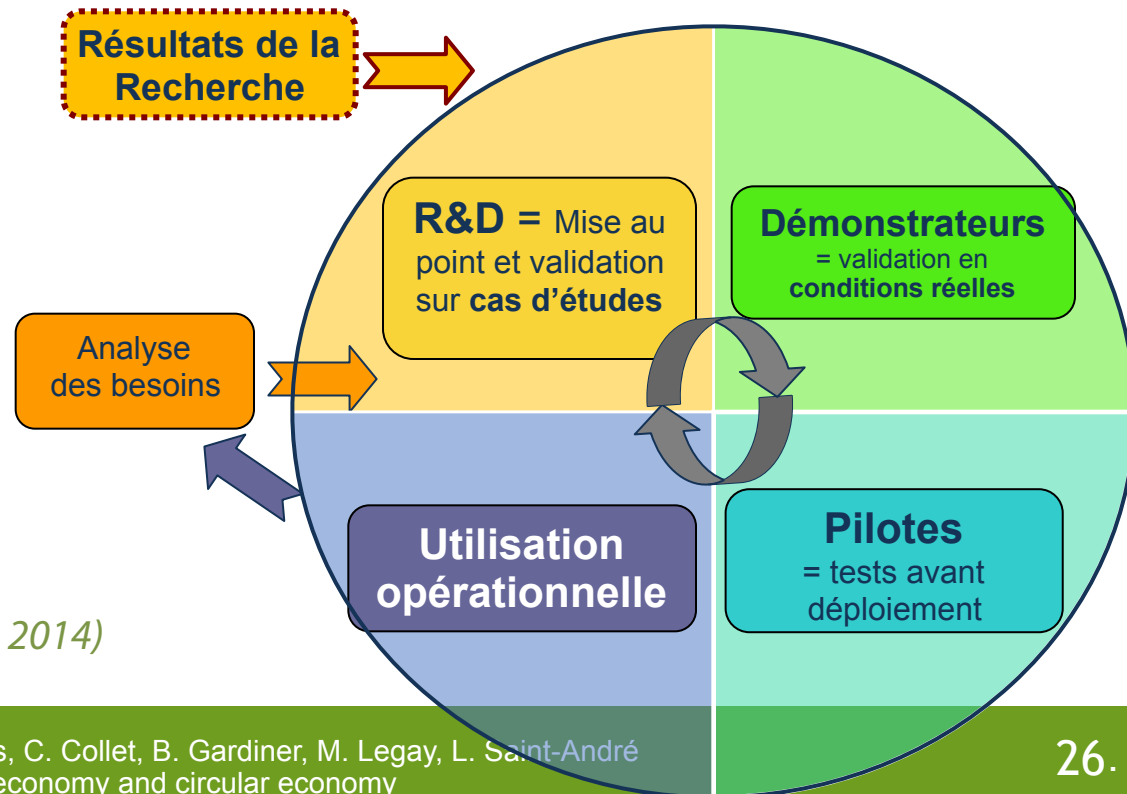 Résultats de la
Recherche
R&D = Mise au
point et validation
sur cas d’études
Démonstrateurs
= validation en
conditions réelles
Analyse
des besoins
Utilisation
opérationnelle
Pilotes
= tests avant
déploiement
2014)
s, C. Collet, B. Gardiner, M. Legay, L. Saint-André
economy and circular economy
26.